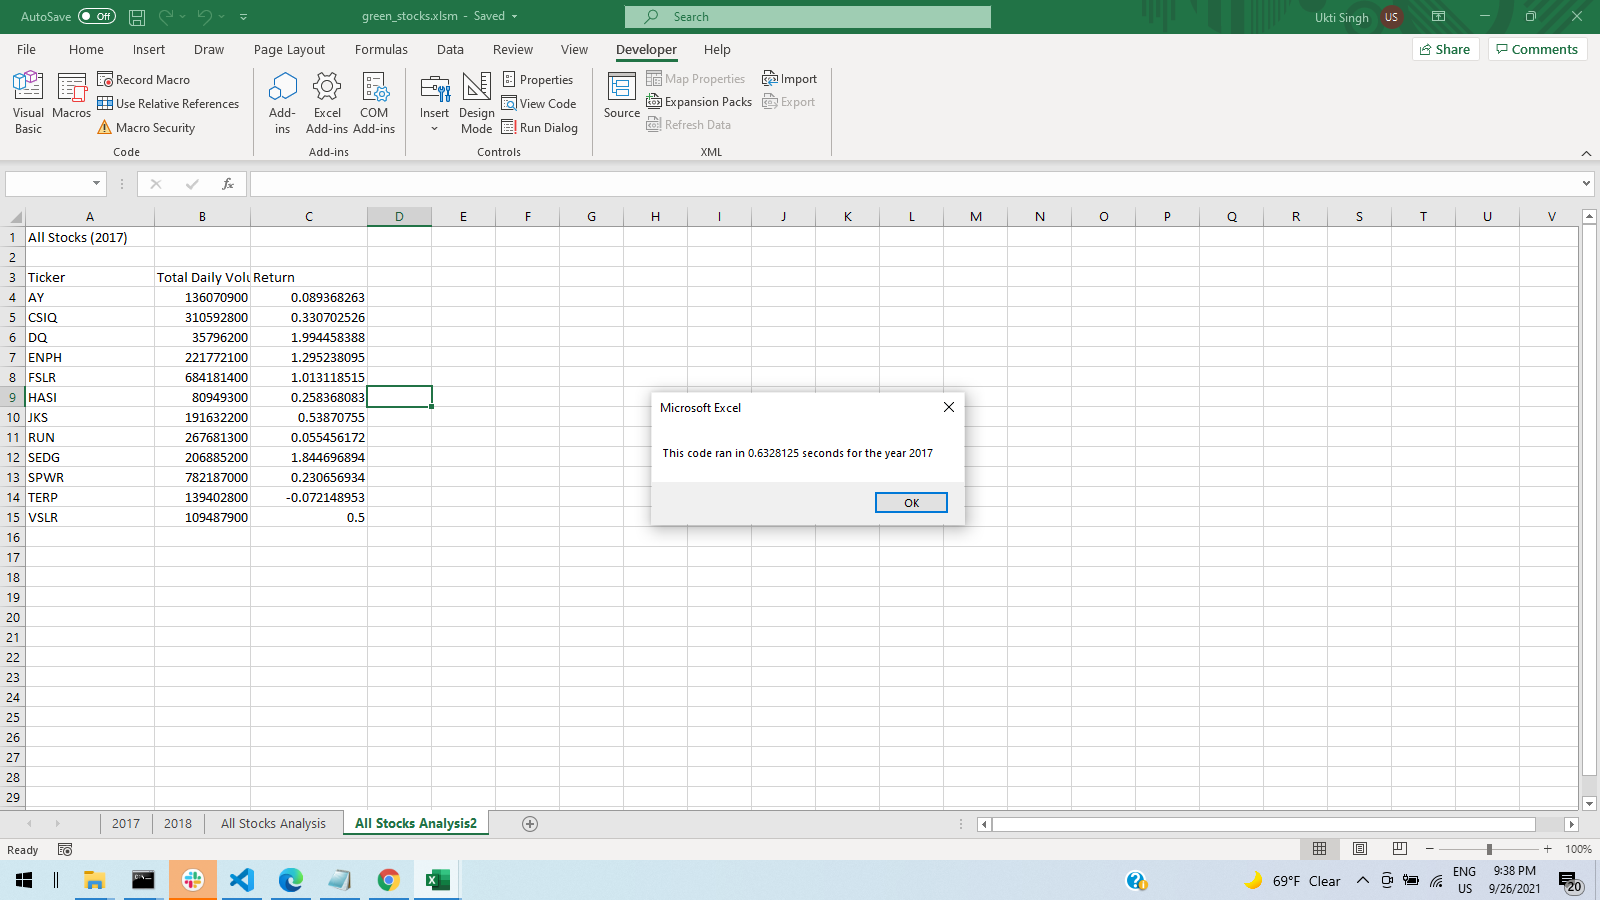 AutoSave Off green_stocks.xlsm - Saved Search Ukti Singh US
File Home Insert Draw Page Layout Formulas Data Review View Developer Help Share Comments
Visual Basic
Macros
Record Macro
Use Relative References
Macro Security
Code
Add-ins
Excel Add-ins
COM Add-ins
Add-ins
Insert
Design Mode
Properties
View Code
Run Dialog
Controls
Source
Map Properties
Expansion Packs
Refresh Data
Import
Export
XML
fx
A B C D E F G H I J K L M N O P Q R S T U V
1 All Stocks (2017)
2
3 Ticker Total Daily Volu Return
4 AY 136070900 0.089368263
5 CSIQ 310592800 0.330702526
6 DQ 35796200 1.994458388
7 ENPH 221772100 1.295238095
8 FSLR 684181400 1.013118515
9 HASI 80949300 0.258368083
10 JKS 191632200 0.53870755
11 RUN 267681300 0.055456172
12 SEDG 206885200 1.844696894
13 SPWR 782187000 0.230656934
14 TERP 139402800 -0.072148953
15 VSLR 109487900 0.5
16
17
18
19
20
21
22
23
24
25
26
27
28
29
Microsoft Excel
This code ran in 0.6328125 seconds for the year 2017
OK
2017 2018 All Stocks Analysis All Stocks Analysis2
Ready 100%
69°F Clear ENG US 9:38 PM 9/26/2021 20